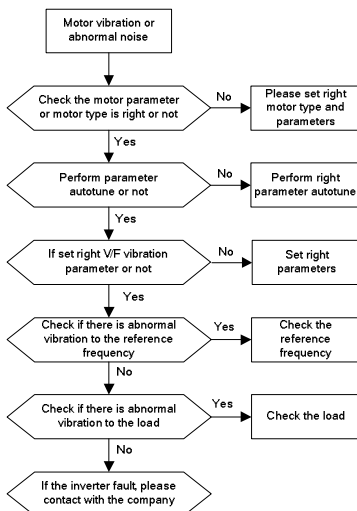 Motor vibration or
abnormal noise
Check the motor parameter
or motor type is right or not
No
Please set right
motor type and
parameters
Yes
Perform parameter
autotune or not
No
Perform right
parameter autotune
Yes
If set right V/F vibration
parameter or not
No
Set right
parameters
Yes
Check if there is abnormal
vibration to the reference
frequency
Yes
Check the
reference
frequency
No
Check if there is abnormal
vibration to the load
Yes
Check the load
No
If the inverter fault, please
contact with the company